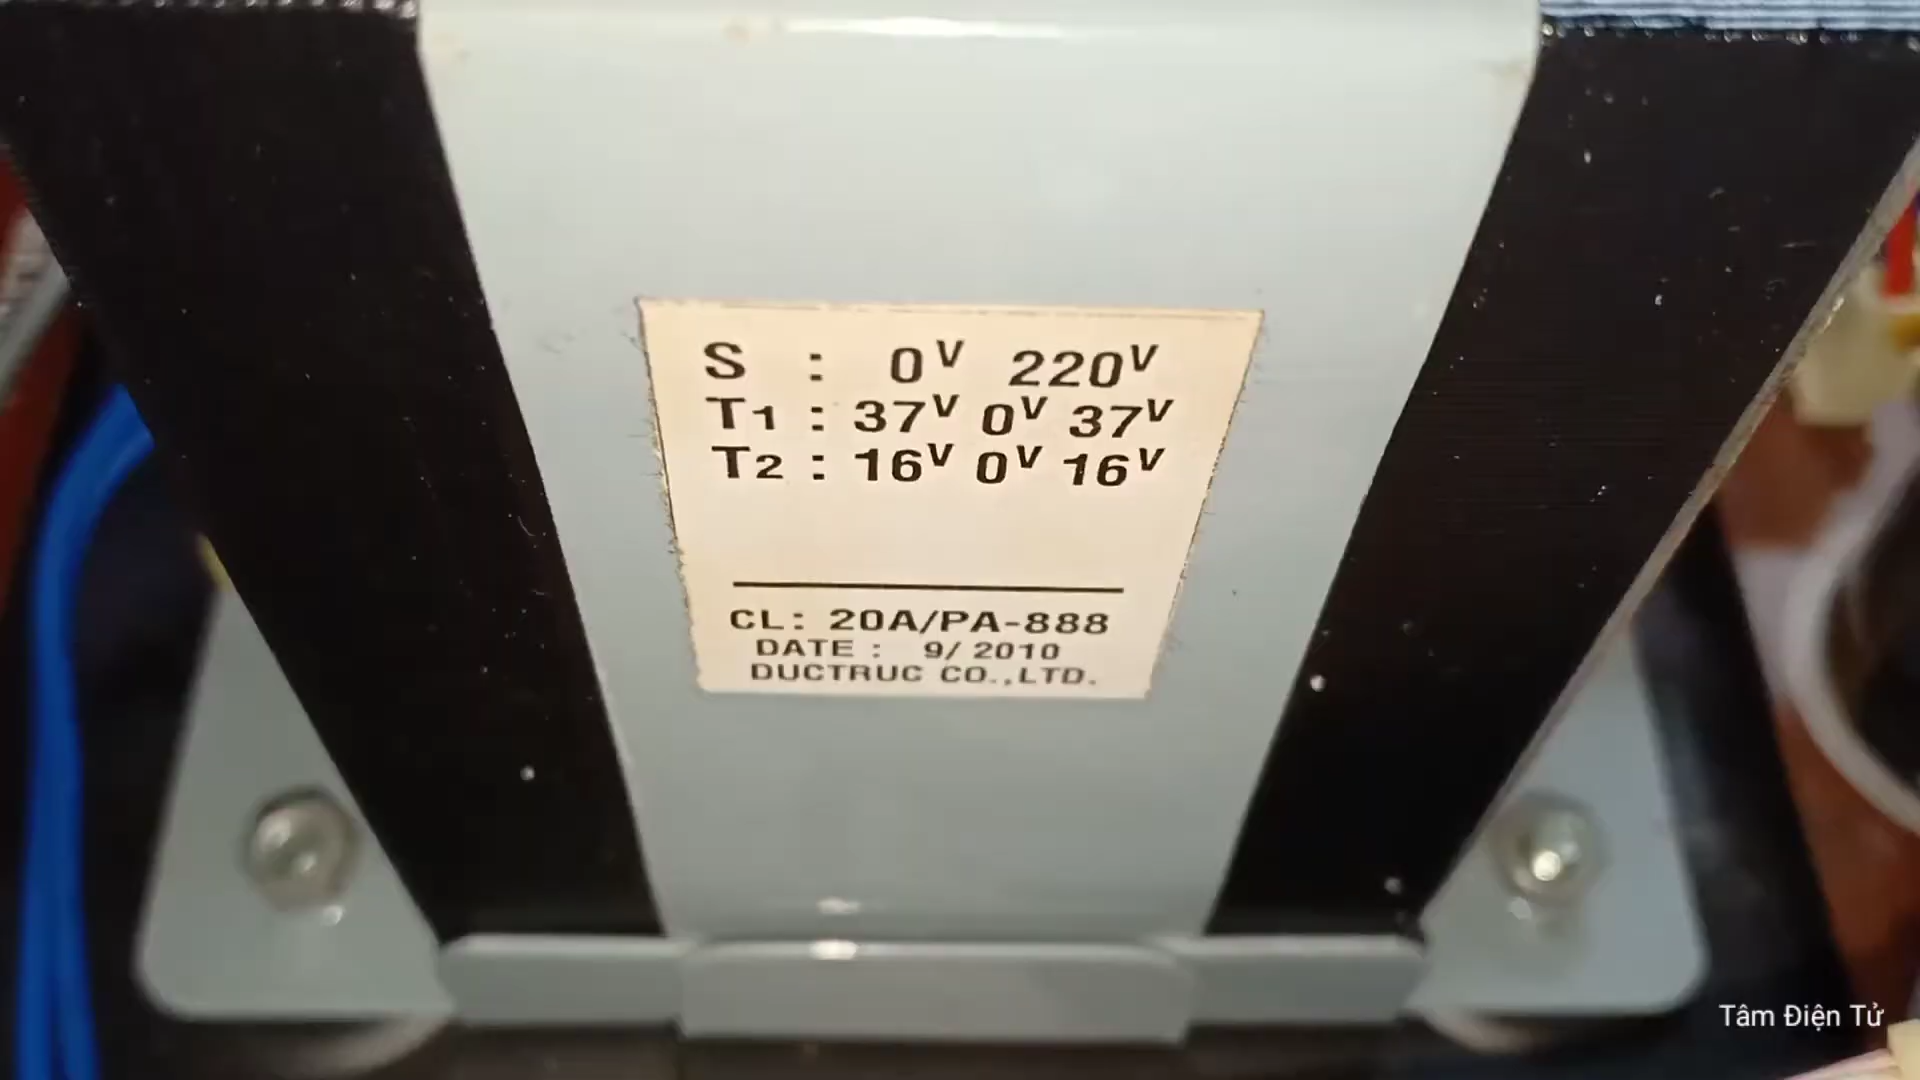 S : 0V 220V
T1 : 37V 0V 37V
T2 : 16V 0V 16V
CL: 20A/PA-888
DATE : 9/ 2010
DUCTRUC CO.,LTD.
Tâm Điện Tử